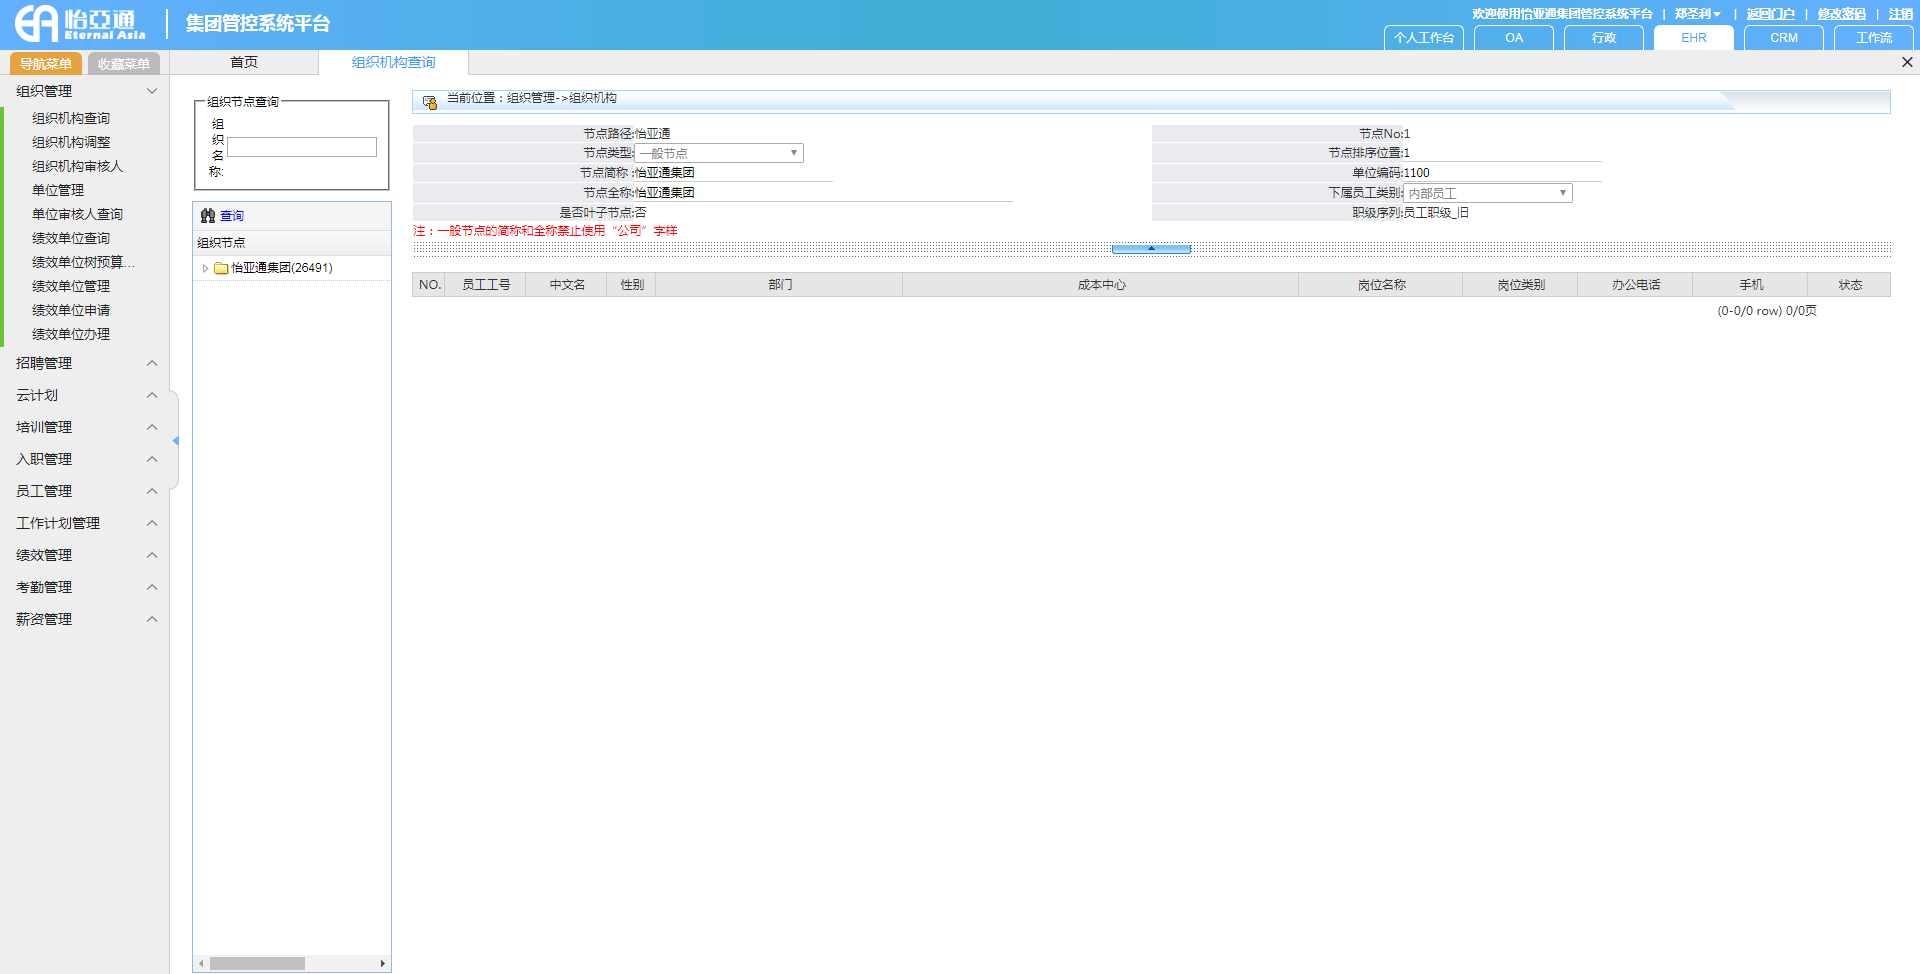 怡亞通
Eternal Asia
集团管控系统平台
欢迎使用怡亚通集团管控系统平台 | 郑圣利 | 返回门户 | 修改密码 | 注销
个人工作台 OA 行政 EHR CRM 工作流
导航菜单 收藏菜单 首页 组织机构查询
组织管理
组织机构查询
组织机构调整
组织机构审核人
单位管理
单位审核人查询
绩效单位查询
绩效单位树预算...
绩效单位管理
绩效单位申请
绩效单位办理
招聘管理
云计划
培训管理
入职管理
员工管理
工作计划管理
绩效管理
考勤管理
薪资管理
组织节点查询
组
织
名
称:
查询
组织节点
怡亚通集团(26491)
当前位置：组织管理->组织机构
节点路径:怡亚通 节点No:1
节点类型:一般节点 节点排序位置:1
节点简称 :怡亚通集团 单位编码:1100
节点全称:怡亚通集团 下属员工类别:内部员工
是否叶子节点:否 职级序列:员工职级_旧
注：一般节点的简称和全称禁止使用“公司”字样
NO. 员工工号 中文名 性别 部门 成本中心 岗位名称 岗位类别 办公电话 手机 状态
(0-0/0 row) 0/0页